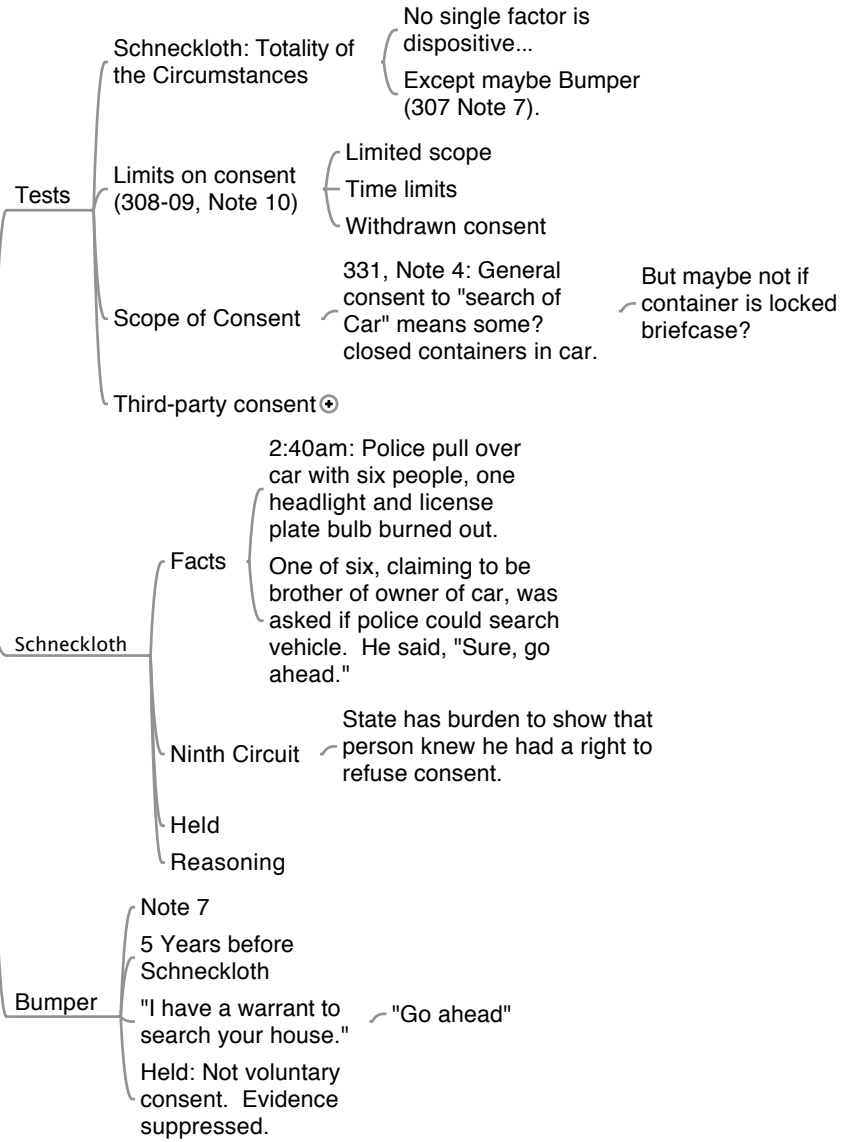 Tests
Schneckloth: Totality of
the Circumstances
No single factor is
dispositive...
Except maybe Bumper
(307 Note 7).
Limits on consent
(308-09, Note 10)
Limited scope
Time limits
Withdrawn consent
Scope of Consent
331, Note 4: General
consent to "search of
Car" means some?
closed containers in car.
But maybe not if
container is locked
briefcase?
Third-party consent
Schneckloth
Facts
2:40am: Police pull over
car with six people, one
headlight and license
plate bulb burned out.
One of six, claiming to be
brother of owner of car, was
asked if police could search
vehicle.  He said, "Sure, go
ahead."
Ninth Circuit
State has burden to show that
person knew he had a right to
refuse consent.
Held
Reasoning
Bumper
Note 7
5 Years before
Schneckloth
"I have a warrant to
search your house."
"Go ahead"
Held: Not voluntary
consent.  Evidence
suppressed.